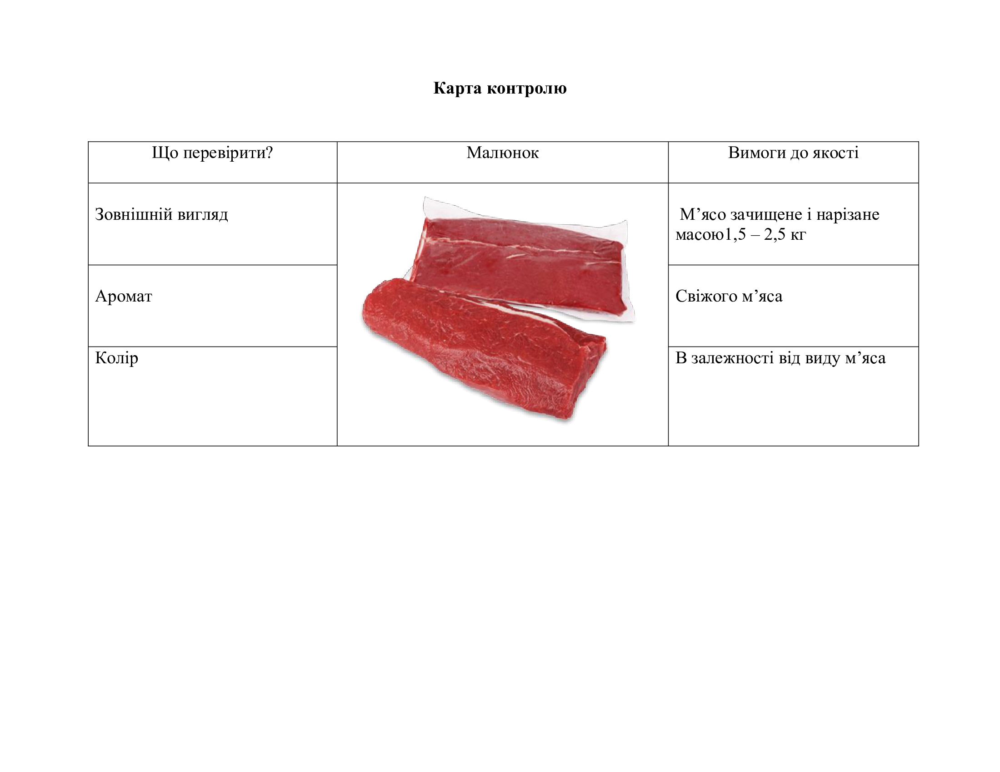 Карта контролю
Що перевірити?
Малюнок
Вимоги до якості
Зовнішній вигляд
М’ясо зачищене і нарізане
масою1,5 – 2,5 кг
Аромат
Свіжого м’яса
Колір
В залежності від виду м’яса